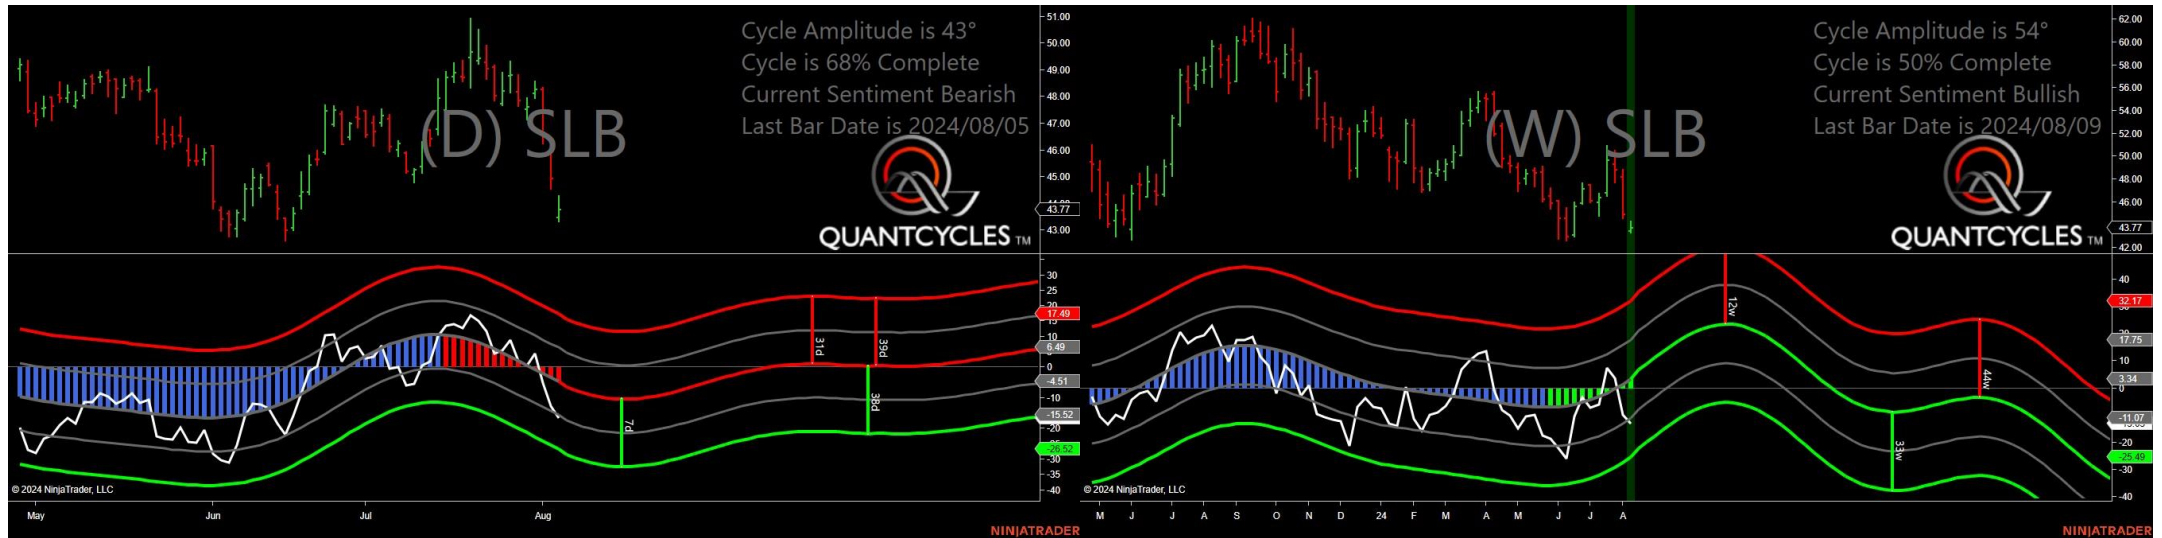 Cycle Amplitude is 43°
Cycle is 68% Complete
Current Sentiment Bearish
Last Bar Date is 2024/08/05
(D) SLB
QUANTCYCLES TM
51.00
50.00
49.00
48.00
47.00
46.00
45.00
43.77
43.00
30
25
20
17.49
15
10
6.49
0
-4.51
-10
-15.52
-20
-26.52
-30
-35
-40
7d
31d
39d
38d
© 2024 NinjaTrader, LLC
May Jun Jul Aug
NINJATRADER
Cycle Amplitude is 54°
Cycle is 50% Complete
Current Sentiment Bullish
Last Bar Date is 2024/08/09
(W) SLB
QUANTCYCLES TM
62.00
60.00
58.00
56.00
54.00
52.00
50.00
48.00
46.00
43.77
42.00
40
32.17
20
17.75
10
3.34
0
-11.07
-20
-25.49
-30
-40
12w
33w
44w
© 2024 NinjaTrader, LLC
M J J A S O N D 24 F M A M J J A
NINJATRADER